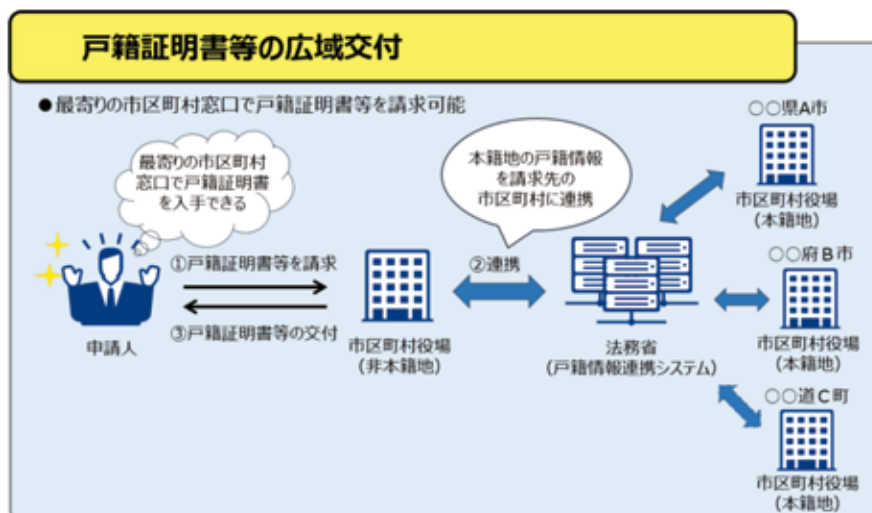 戸籍証明書等の広域交付
●最寄りの市区町村窓口で戸籍証明書等を請求可能
最寄りの市区町村
窓口で戸籍証明書
を入手できる
本籍地の戸籍情報
を請求先の
市区町村に連携
①戸籍証明書等を請求
②連携
③戸籍証明書等の交付
申請人
市区町村役場
(非本籍地)
法務省
(戸籍情報連携システム)
○○県A市
市区町村役場
(本籍地)
○○府B市
市区町村役場
(本籍地)
○○道C町
市区町村役場
(本籍地)